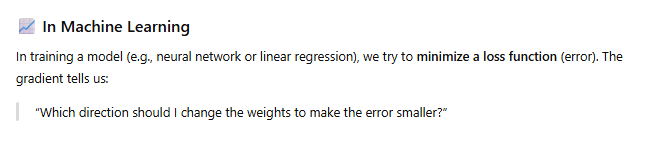 📈 In Machine Learning
In training a model (e.g., neural network or linear regression), we try to minimize a loss function (error). The
gradient tells us:
“Which direction should I change the weights to make the error smaller?”